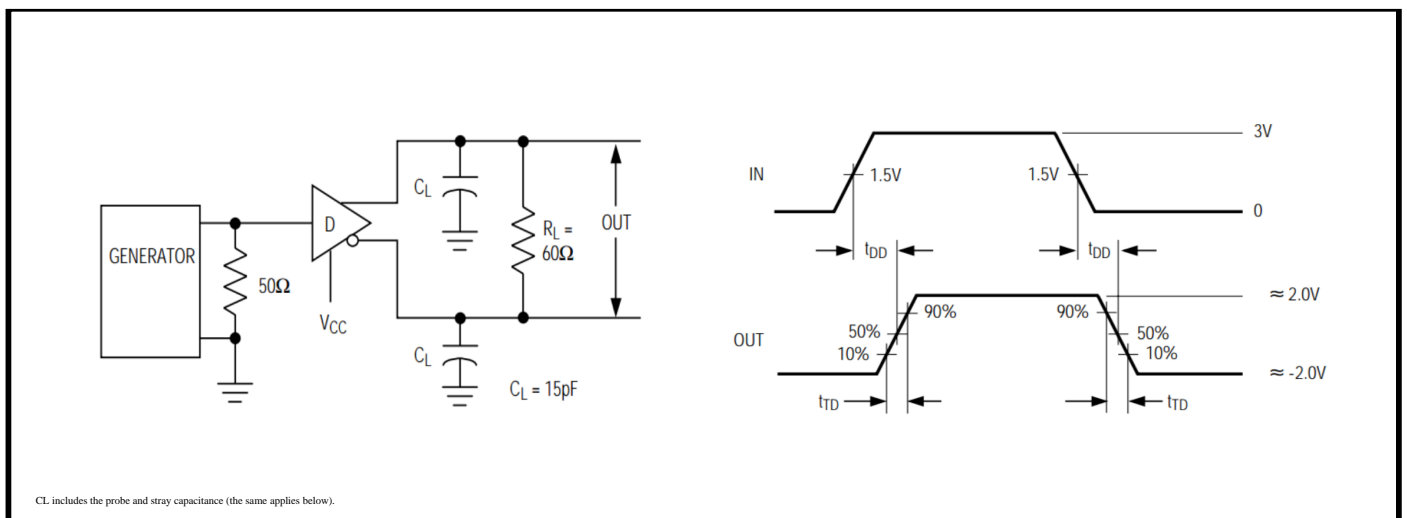 GENERATOR
50Ω
D
VCC
CL
CL
RL =
60Ω
OUT
CL = 15pF
IN
1.5V
1.5V
3V
0
tDD
tDD
OUT
90%
50%
10%
90%
50%
10%
≈ 2.0V
≈ -2.0V
tTD
tTD
CL includes the probe and stray capacitance (the same applies below).